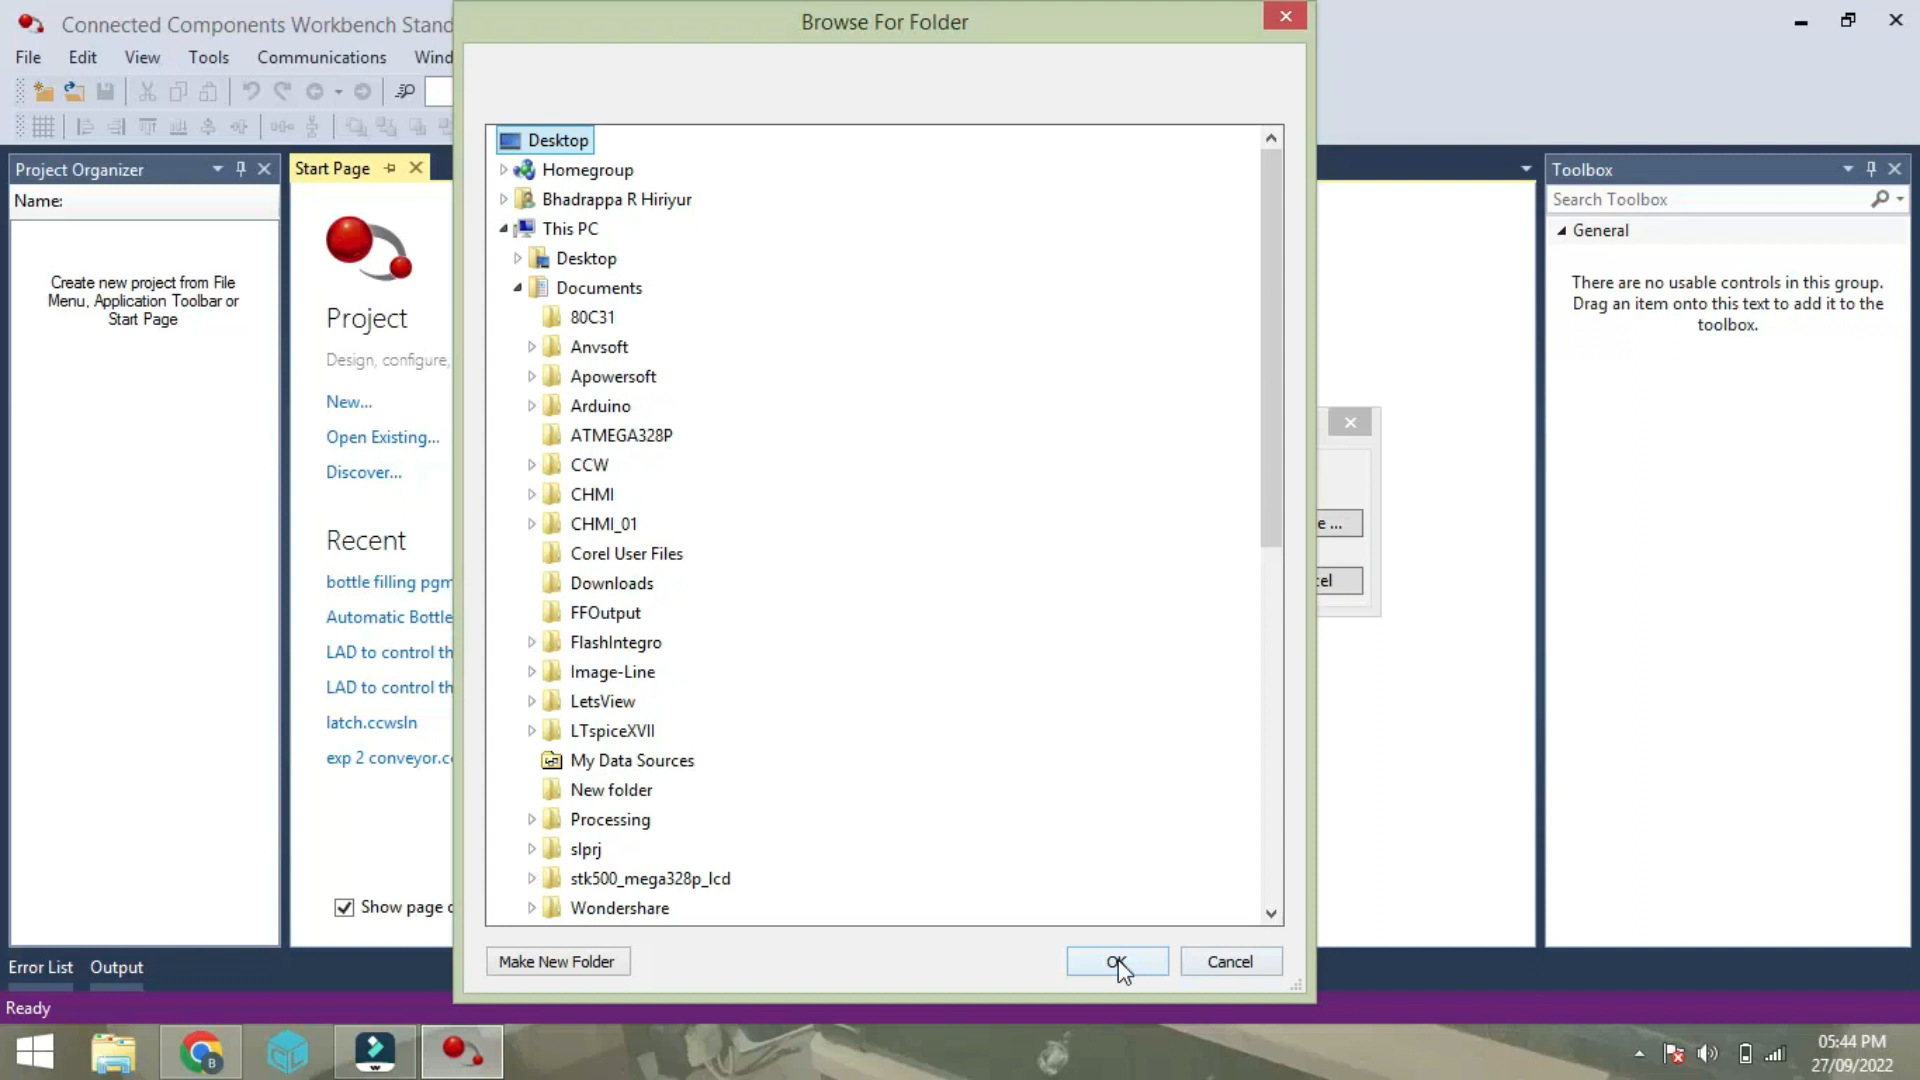 Connected Components Workbench Stand
Browse For Folder
File Edit View Tools Communications Wind
Project Organizer
Name:
Create new project from File
Menu, Application Toolbar or
Start Page
Start Page
Project
Design, configure,
New...
Open Existing...
Discover...
Recent
bottle filling pgm
Automatic Bottle
LAD to control th
LAD to control th
latch.ccwsln
exp 2 conveyor.c
Show page o
Desktop
Homegroup
Bhadrappa R Hiriyur
This PC
Desktop
Documents
80C31
Anvsoft
Apowersoft
Arduino
ATMEGA328P
CCW
CHMI
CHMI_01
Corel User Files
Downloads
FFOutput
FlashIntegro
Image-Line
LetsView
LTspiceXVII
My Data Sources
New folder
Processing
slprj
stk500_mega328p_lcd
Wondershare
Make New Folder
OK
Cancel
e ...
cel
Toolbox
Search Toolbox
General
There are no usable controls in this group.
Drag an item onto this text to add it to the
toolbox.
Error List Output
Ready
05:44 PM
27/09/2022